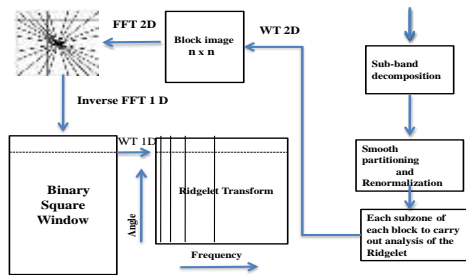 FFT 2D
Block image
n x n
WT 2D
Sub-band
decomposition
Inverse FFT 1 D
WT 1D
Smooth
partitioning
and
Renormalization
Binary
Square
Window
Ridgelet Transform
Angle
Each subzone of
each block to carry
out analysis of the
Ridgelet
Frequency